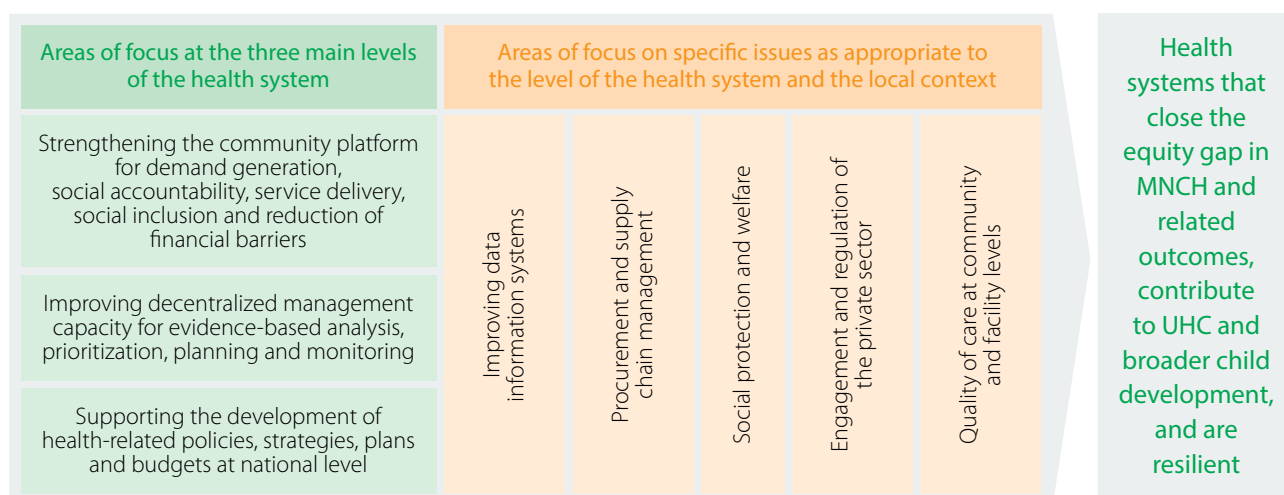 Areas of focus at the three main levels
of the health system
Strengthening the community platform
for demand generation,
social accountability, service delivery,
social inclusion and reduction of
financial barriers
Improving decentralized management
capacity for evidence-based analysis,
prioritization, planning and monitoring
Supporting the development of
health-related policies, strategies, plans
and budgets at national level
Areas of focus on specific issues as appropriate to
the level of the health system and the local context
Improving data
information systems
Procurement and supply
chain management
Social protection and welfare
Engagement and regulation of
the private sector
Quality of care at community
and facility levels
Health
systems that
close the
equity gap in
MNCH and
related
outcomes,
contribute
to UHC and
broader child
development,
and are
resilient